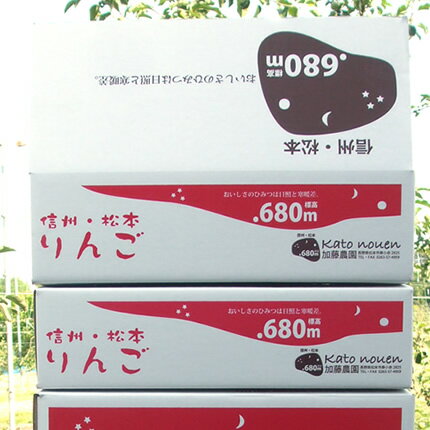 信州・松本
標高
.680m
おいしさのひみつは日照と寒暖差。
おいしさのひみつは日照と寒暖差。
標高
.680m
信州・松本
りんご
信州・松本
.680m
Kato nouen
加藤農園
おいしさのひみつは日照と寒暖差。
標高
.680m
信州・松本
りんご
信州・松本
.680m
Kato nouen
加藤農園